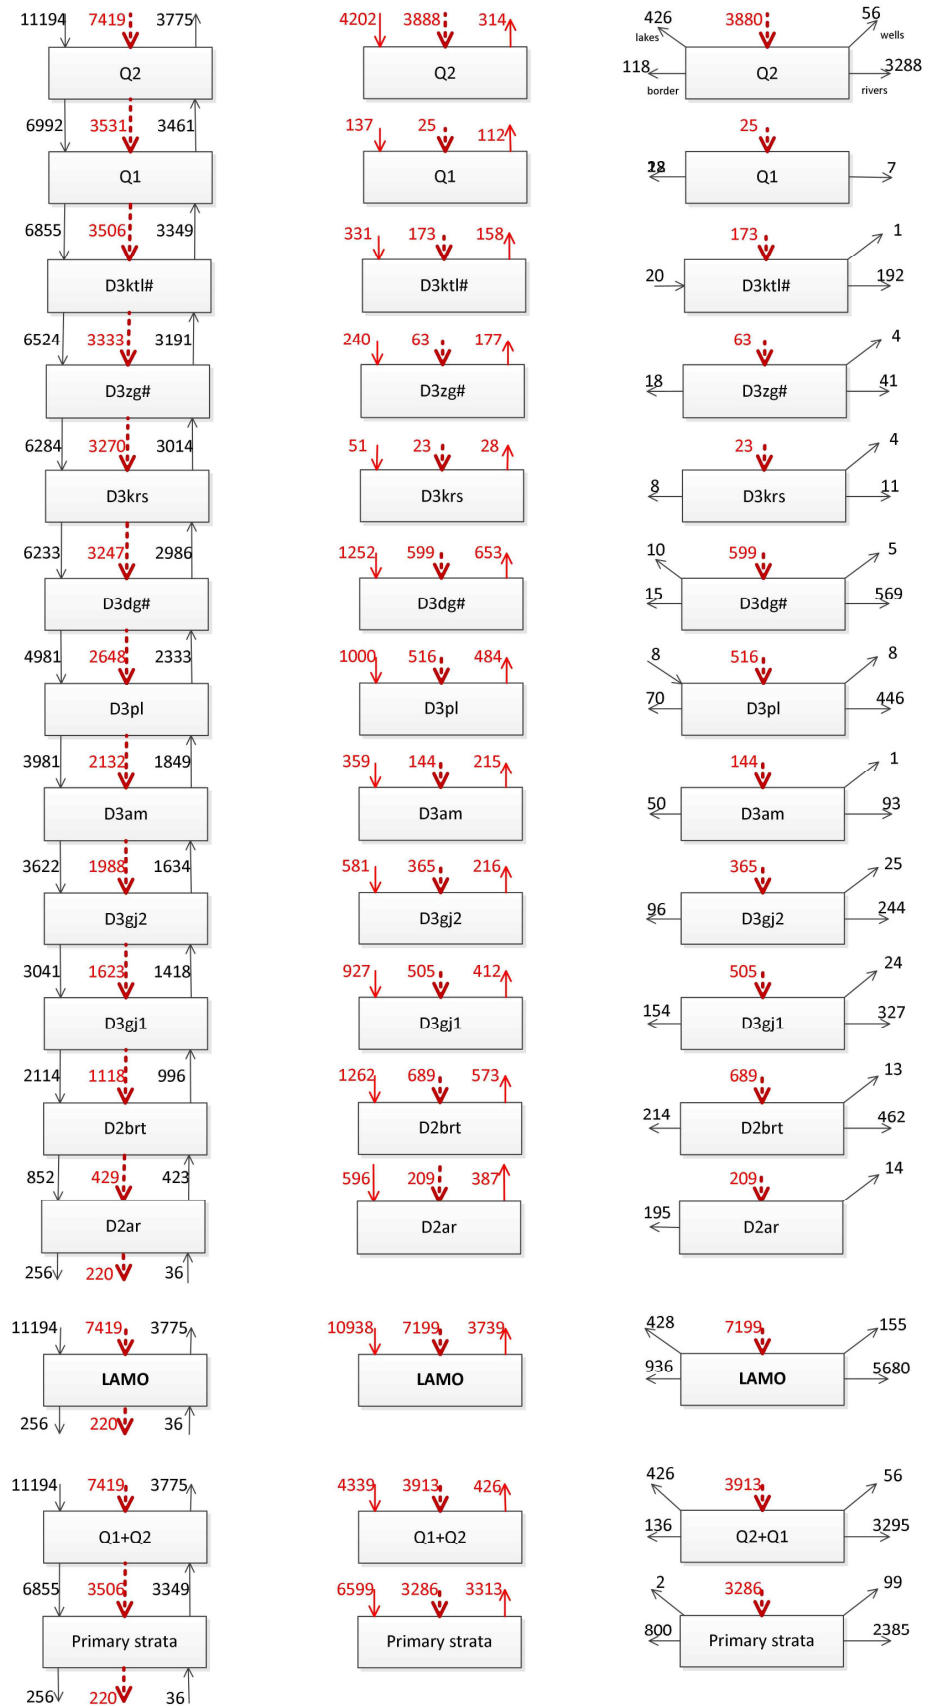 11194 7419 3775 4202 3888 314 426 3880 56
lakes wells
Q2 Q2 118 Q2 3288
border rivers
6992 3531 3461 137 25 112 25
Q1 Q1 Q1 7
6855 3506 3349 331 173 158 173 1
D3ktl# D3ktl# 20 D3ktl# 192
6524 3333 3191 240 63 177 63 4
D3zg# D3zg# 18 D3zg# 41
6284 3270 3014 51 23 28 23 4
D3krs D3krs 8 D3krs 11
6233 3247 2986 1252 599 653 10 599 5
D3dg# D3dg# 15 D3dg# 569
4981 2648 2333 1000 516 484 8 516 8
D3pl D3pl 70 D3pl 446
3981 2132 1849 359 144 215 144 1
D3am D3am 50 D3am 93
3622 1988 1634 581 365 216 365 25
D3gj2 D3gj2 96 D3gj2 244
3041 1623 1418 927 505 412 505 24
D3gj1 D3gj1 154 D3gj1 327
2114 1118 996 1262 689 573 689 13
D2brt D2brt 214 D2brt 462
852 429 423 596 209 387 209 14
D2ar D2ar 195 D2ar
256 220 36
11194 7419 3775 10938 7199 3739 428 7199 155
LAMO LAMO 936 LAMO 5680
256 220 36
11194 7419 3775 4339 3913 426 426 3913 56
Q1+Q2 Q1+Q2 136 Q2+Q1 3295
6855 3506 3349 6599 3286 3313 2 3286 99
Primary strata Primary strata 800 Primary strata 2385
256 220 36